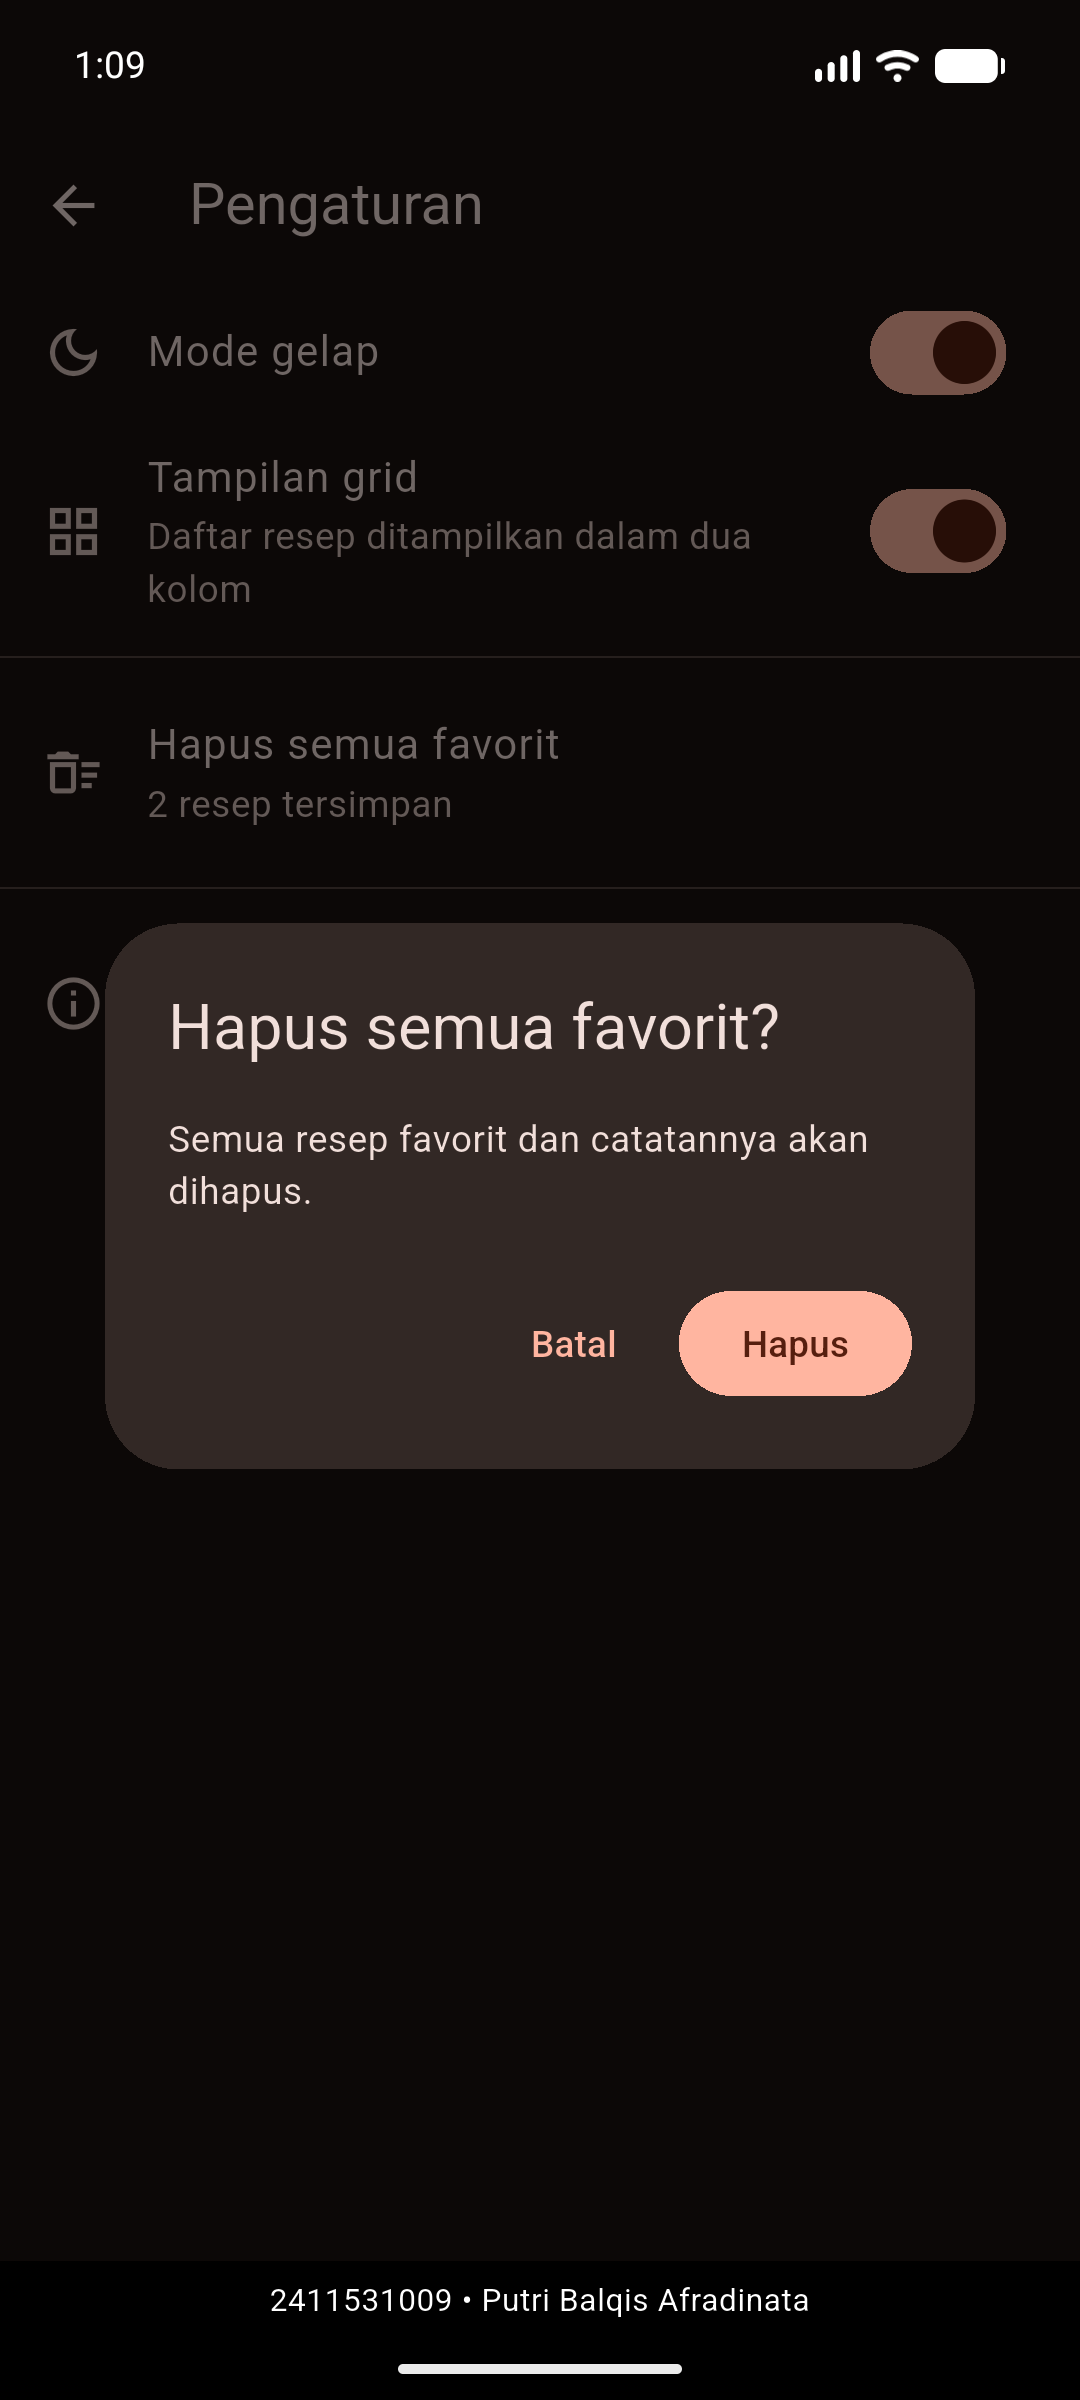 1:09
Pengaturan
Mode gelap
Tampilan grid
Daftar resep ditampilkan dalam dua
kolom
Hapus semua favorit
2 resep tersimpan
Hapus semua favorit?
Semua resep favorit dan catatannya akan
dihapus.
Batal
Hapus
2411531009 • Putri Balqis Afradinata